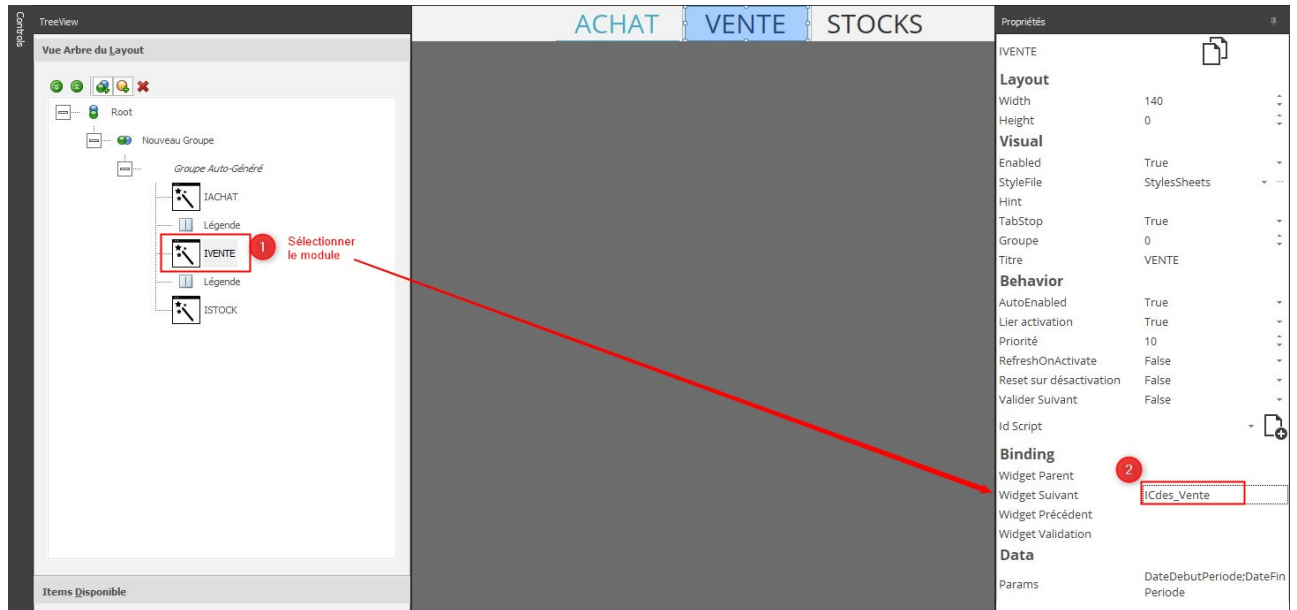 Controls
TreeView
Vue Arbre du Layout
Root
Nouveau Groupe
Groupe Auto-Généré
IACHAT
Légende
IVENTE
1
Sélectionner
le module
Légende
ISTOCK
Items Disponible
ACHAT VENTE STOCKS
Propriétés
IVENTE
Layout
Width 140
Height 0
Visual
Enabled True
StyleFile StylesSheets ...
Hint
TabStop True
Groupe 0
Titre VENTE
Behavior
AutoEnabled True
Lier activation True
Priorité 10
RefreshOnActivate False
Reset sur désactivation False
Valider Suivant False
Id Script
Binding
Widget Parent
2
Widget Suivant ICdes_Vente
Widget Précédent
Widget Validation
Data
Params DateDebutPeriode;DateFin
Periode